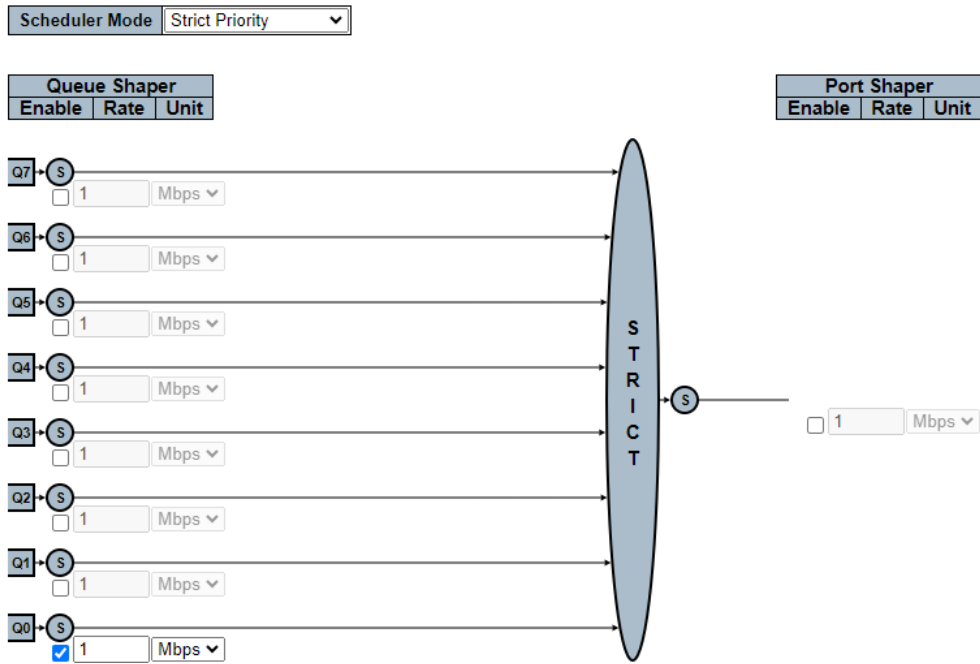 Scheduler Mode Strict Priority
Queue Shaper Port Shaper
Enable Rate Unit Enable Rate Unit
Q7 S
1 Mbps
Q6 S
1 Mbps
Q5 S
1 Mbps
Q4 S
1 Mbps
Q3 S
1 Mbps
Q2 S
1 Mbps
Q1 S
1 Mbps
Q0 S
1 Mbps
S
T
R
I
C
T
S
1 Mbps